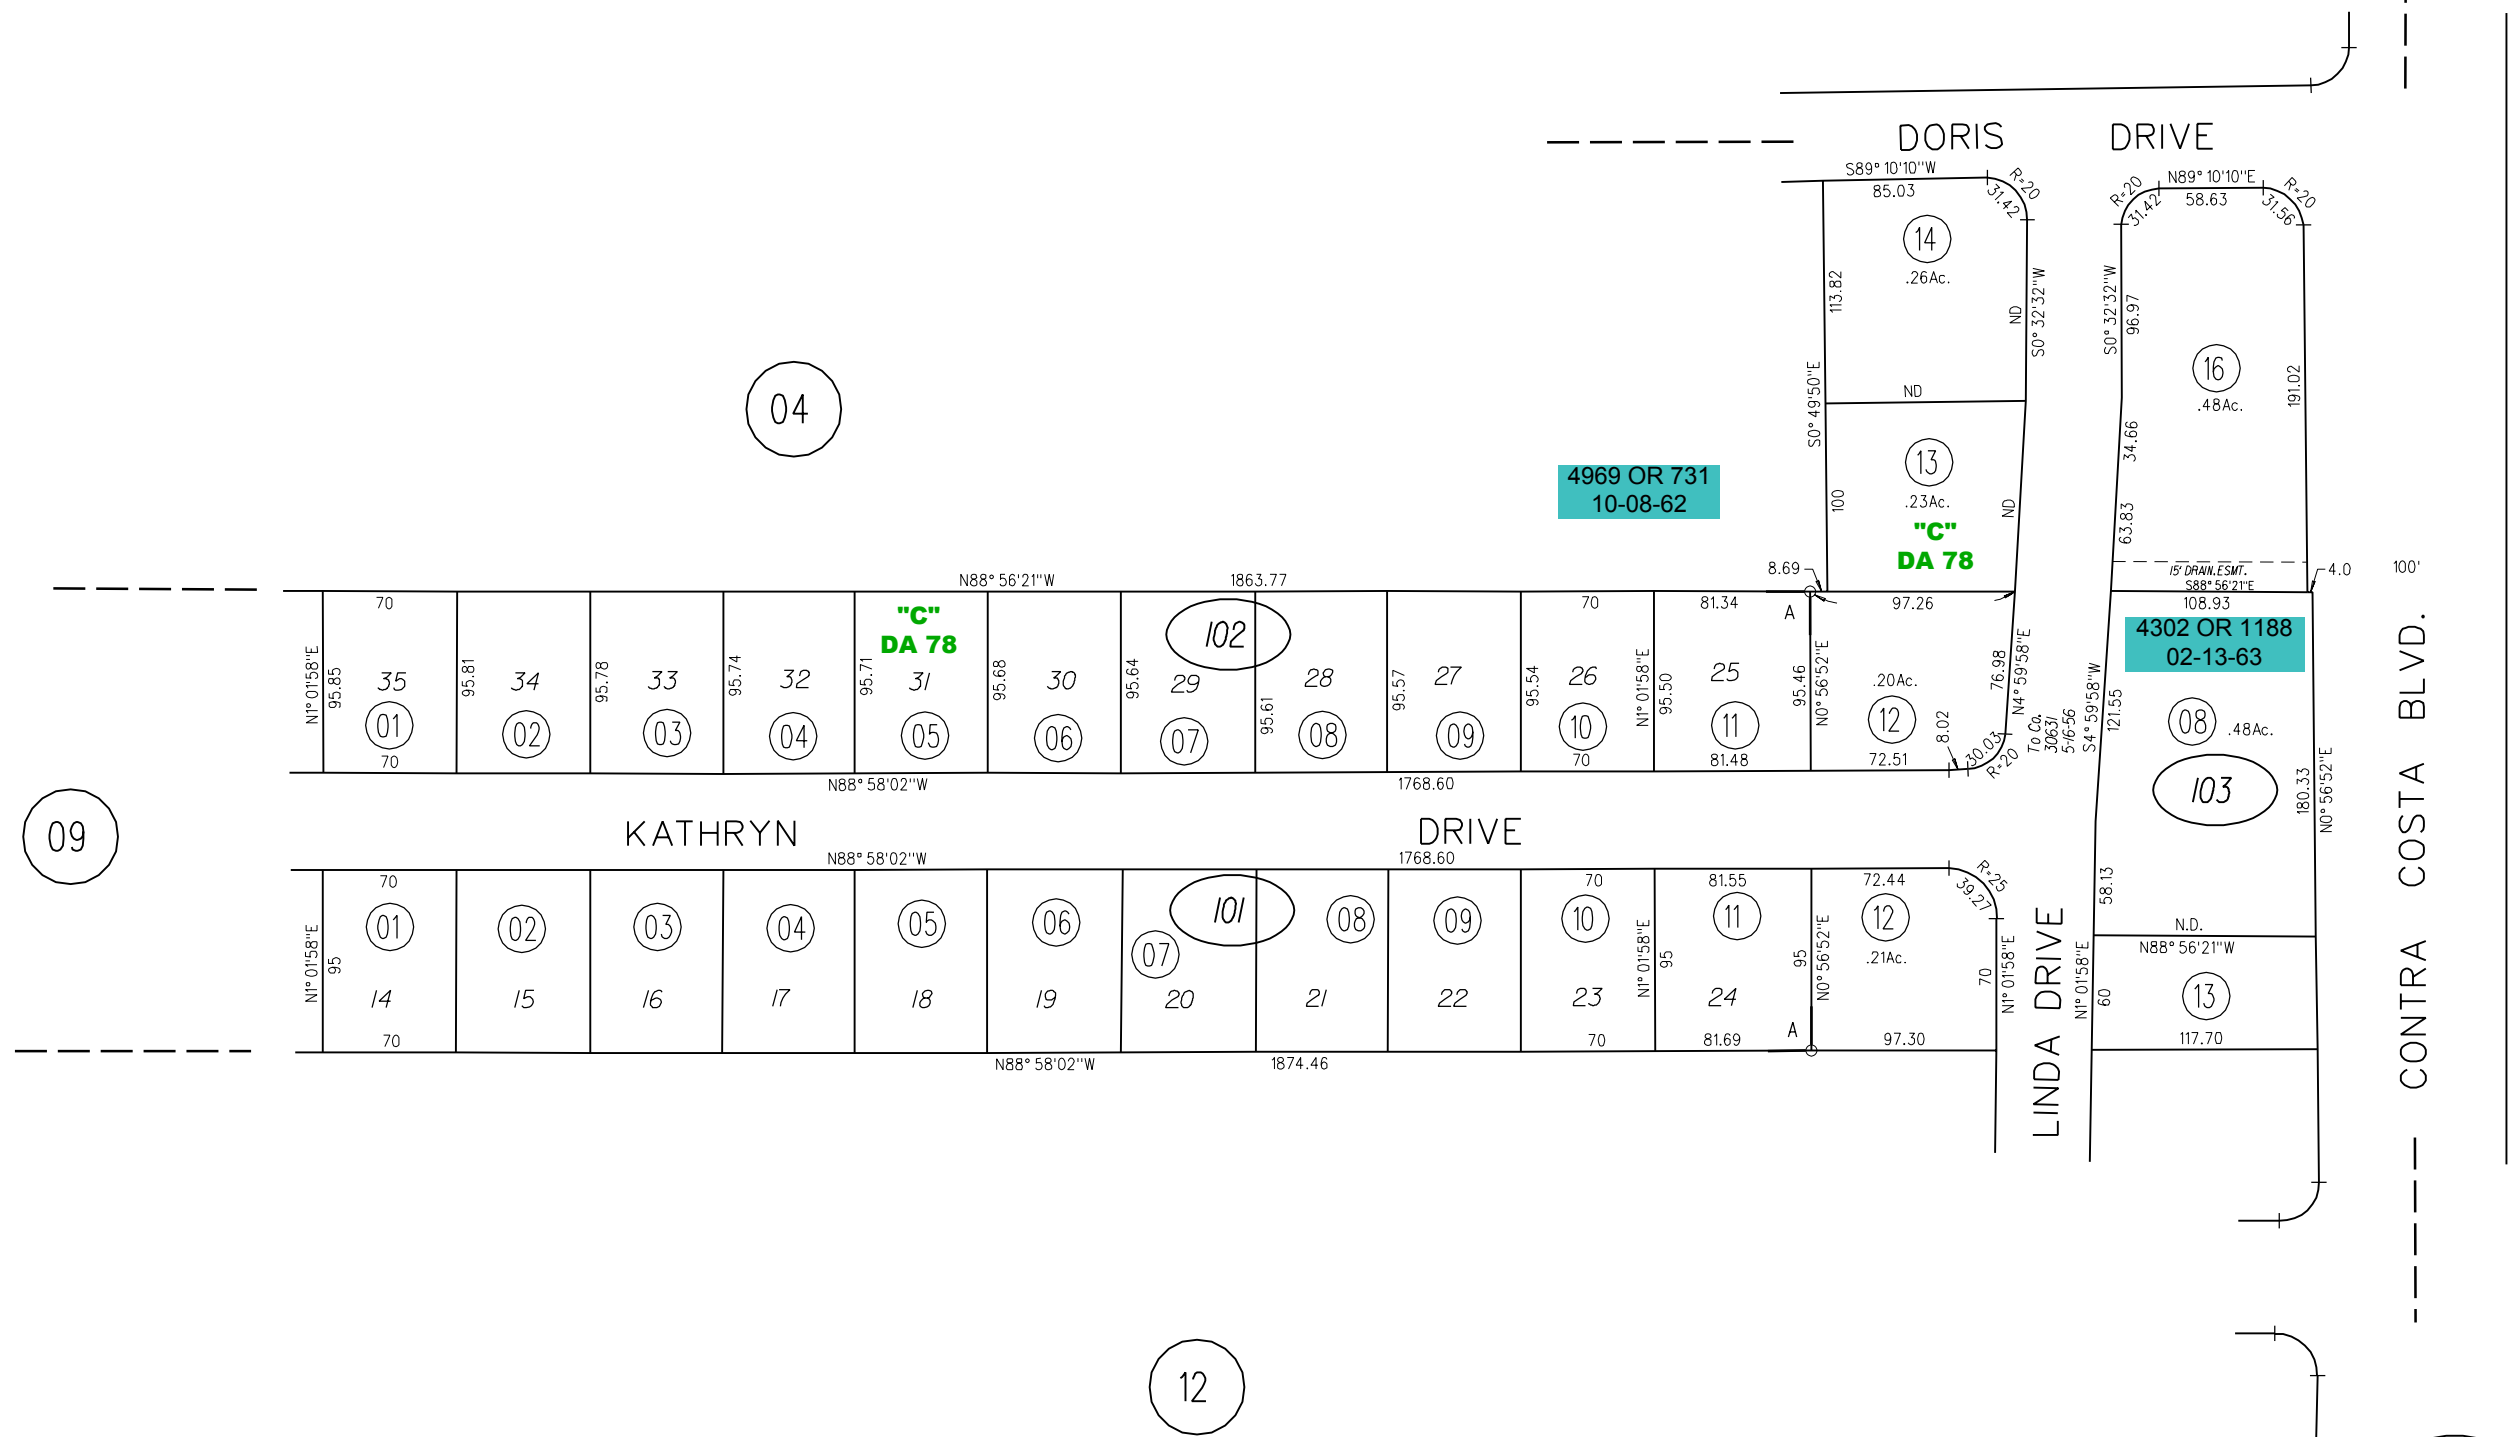 DORIS DRIVE
S89° 10'10"W
85.03
R=20
31.42
14
.26Ac.
113.82
S0° 49'50"E
ND
S0° 32'32"W
ND
13
.23Ac.
"C"
DA 78
100
ND
R=20
31.42
N89° 10'10"E
58.63
R=20
31.56
S0° 32'32"W
96.97
16
.48Ac.
191.02
34.66
63.83
15' DRAIN.ESMT.
S88° 56'21"E
4.0
100'
108.93
04
4969 OR 731
10-08-62
8.69
N88° 56'21"W
1863.77
70
"C"
DA 78
102
70
81.34
A
97.26
N1° 01'58"E
95.85
35
01
70
95.81
34
02
95.78
33
03
95.74
32
04
95.71
31
05
95.68
30
06
95.64
29
07
95.61
28
08
95.57
27
09
95.54
26
10
70
N1° 01'58"E
95.50
25
11
81.48
95.46
N0° 56'52"E
.20Ac.
12
72.51
8.02
30.03
R=20
76.98
N4° 59'58"E
To Co.
30631
5-16-56
S4° 59'58"W
121.55
4302 OR 1188
02-13-63
08
.48Ac.
103
180.33
N0° 56'52"E
N88° 58'02"W
1768.60
09
KATHRYN DRIVE
N88° 58'02"W
1768.60
70
101
70
81.55
72.44
R=25
39.27
58.13
N.D.
N88° 56'21"W
N1° 01'58"E
95
01
14
70
02
15
03
16
04
17
05
18
06
19
07
20
08
21
09
22
10
23
70
N1° 01'58"E
95
11
24
81.69
95
N0° 56'52"E
A
12
.21Ac.
97.30
70
N1° 01'58"E
LINDA DRIVE
N1° 01'58"E
60
13
117.70
N88° 58'02"W
1874.46
CONTRA COSTA BLVD.
12